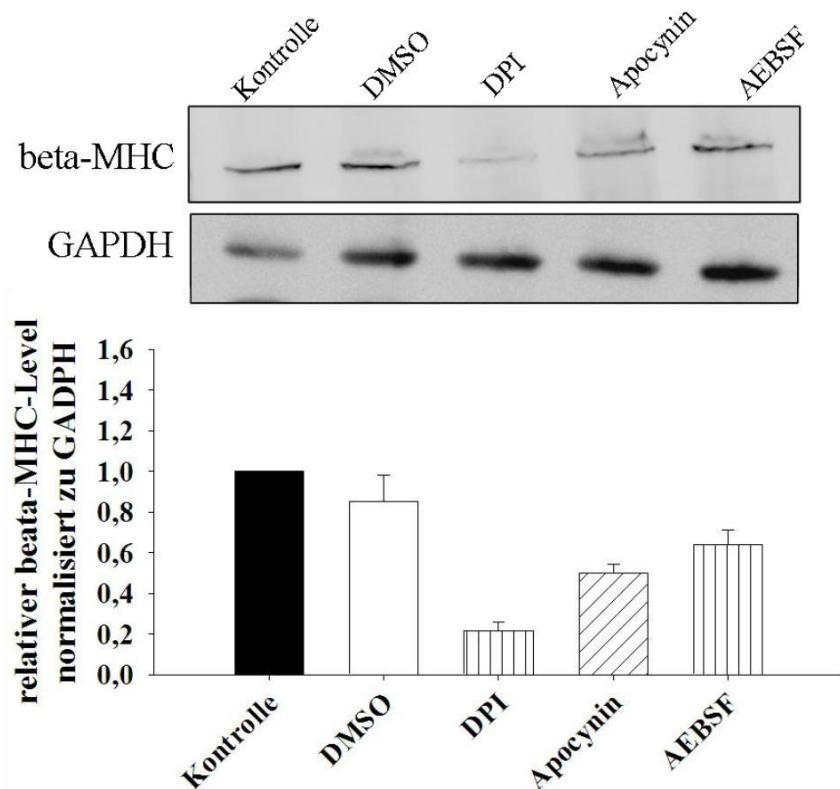 Kontrolle
DMSO
DPI
Apocynin
AEBSF
beta-MHC
GAPDH
relativer beata-MHC-Level
normalisiert zu GADPH
1,6
1,4
1,2
1,0
0,8
0,6
0,4
0,2
0,0
Kontrolle
DMSO
DPI
Apocynin
AEBSF